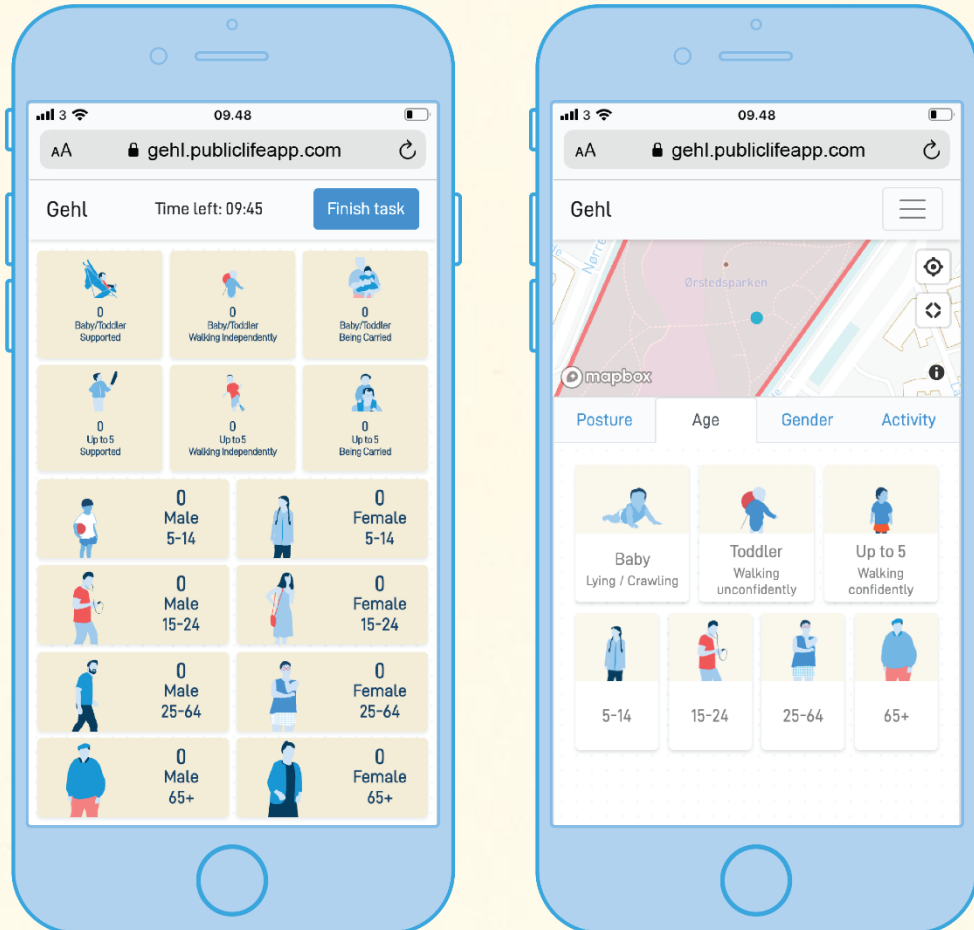 3
09.48
AA
gehl.publiclifeapp.com
Gehl
Time left: 09:45
Finish task
0
Baby/Toddler
Supported
0
Baby/Toddler
Walking Independently
0
Baby/Toddler
Being Carried
0
Up to 5
Supported
0
Up to 5
Walking Independently
0
Up to 5
Being Carried
0
Male
5-14
0
Female
5-14
0
Male
15-24
0
Female
15-24
0
Male
25-64
0
Female
25-64
0
Male
65+
0
Female
65+
3
09.48
AA
gehl.publiclifeapp.com
Gehl
Nørre
Ørstedsparken
mapbox
Posture
Age
Gender
Activity
Baby
Lying / Crawling
Toddler
Walking
unconfidently
Up to 5
Walking
confidently
5-14
15-24
25-64
65+